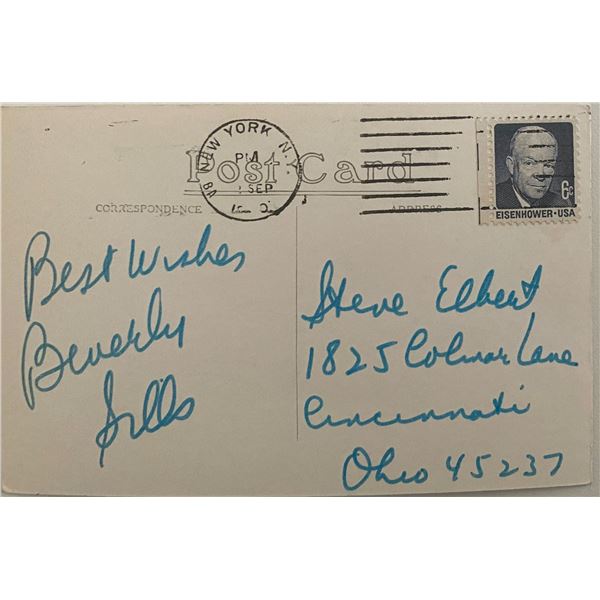 NEW YORK N.Y.
PM
SEP
Post Card
CORRESPONDENCE
ADDRESS
6¢
EISENHOWER·USA
Best Wishes
Beverly
Sills
Steve Elbert
1825 Colmar Lane
Cincinnati
Ohio 45237